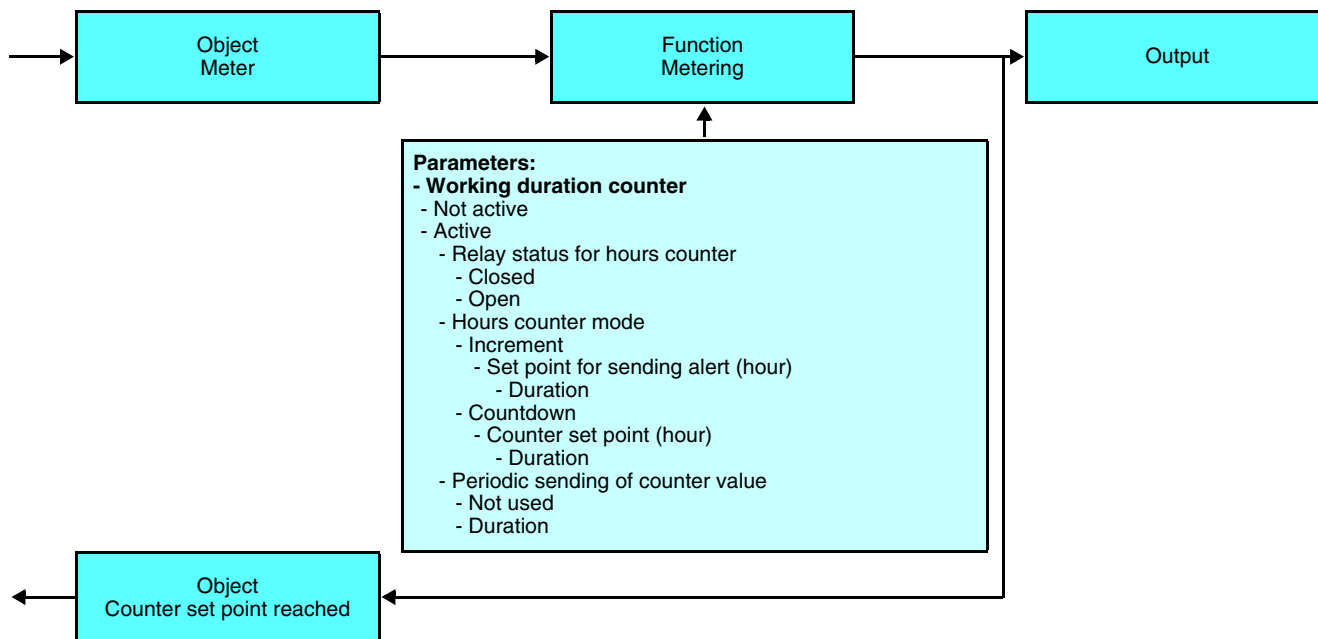 Object
Meter
Function
Metering
Output
Parameters:
- Working duration counter
- Not active
- Active
- Relay status for hours counter
- Closed
- Open
- Hours counter mode
- Increment
- Set point for sending alert (hour)
- Duration
- Countdown
- Counter set point (hour)
- Duration
- Periodic sending of counter value
- Not used
- Duration
Object
Counter set point reached